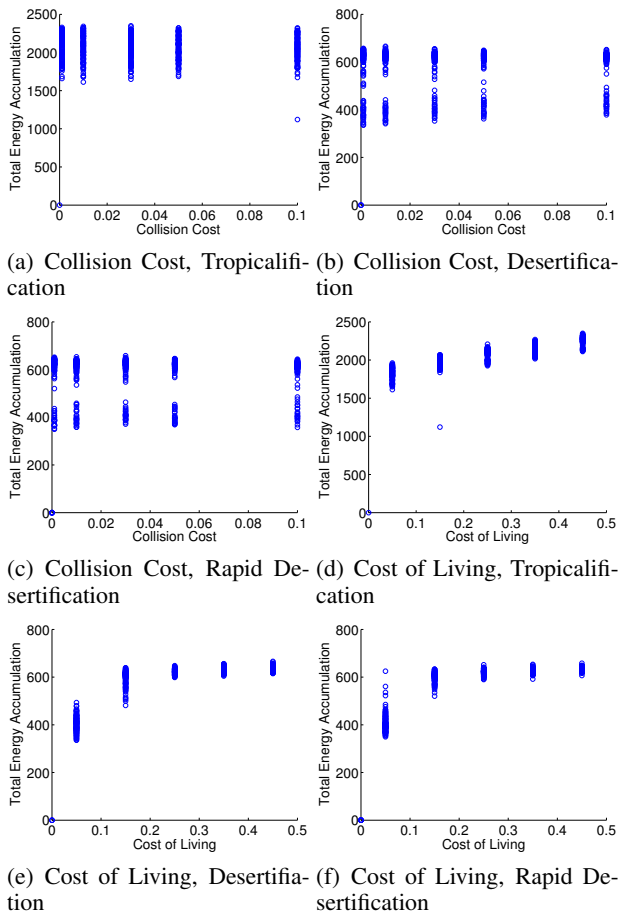 Total Energy Accumulation
2500
2000
1500
1000
500
0
0 0.02 0.04 0.06 0.08 0.1
Collision Cost
(a) Collision Cost, Tropicalifi-
cation
Total Energy Accumulation
800
600
400
200
0
0 0.02 0.04 0.06 0.08 0.1
Collision Cost
(b) Collision Cost, Desertifica-
tion
Total Energy Accumulation
800
600
400
200
0
0 0.02 0.04 0.06 0.08 0.1
Collision Cost
(c) Collision Cost, Rapid De-
sertification
Total Energy Accumulation
2500
2000
1500
1000
500
0
0 0.1 0.2 0.3 0.4 0.5
Cost of Living
(d) Cost of Living, Tropicalifi-
cation
Total Energy Accumulation
800
600
400
200
0
0 0.1 0.2 0.3 0.4 0.5
Cost of Living
(e) Cost of Living, Desertifia-
tion
Total Energy Accumulation
800
600
400
200
0
0 0.1 0.2 0.3 0.4 0.5
Cost of Living
(f) Cost of Living, Rapid De-
sertification